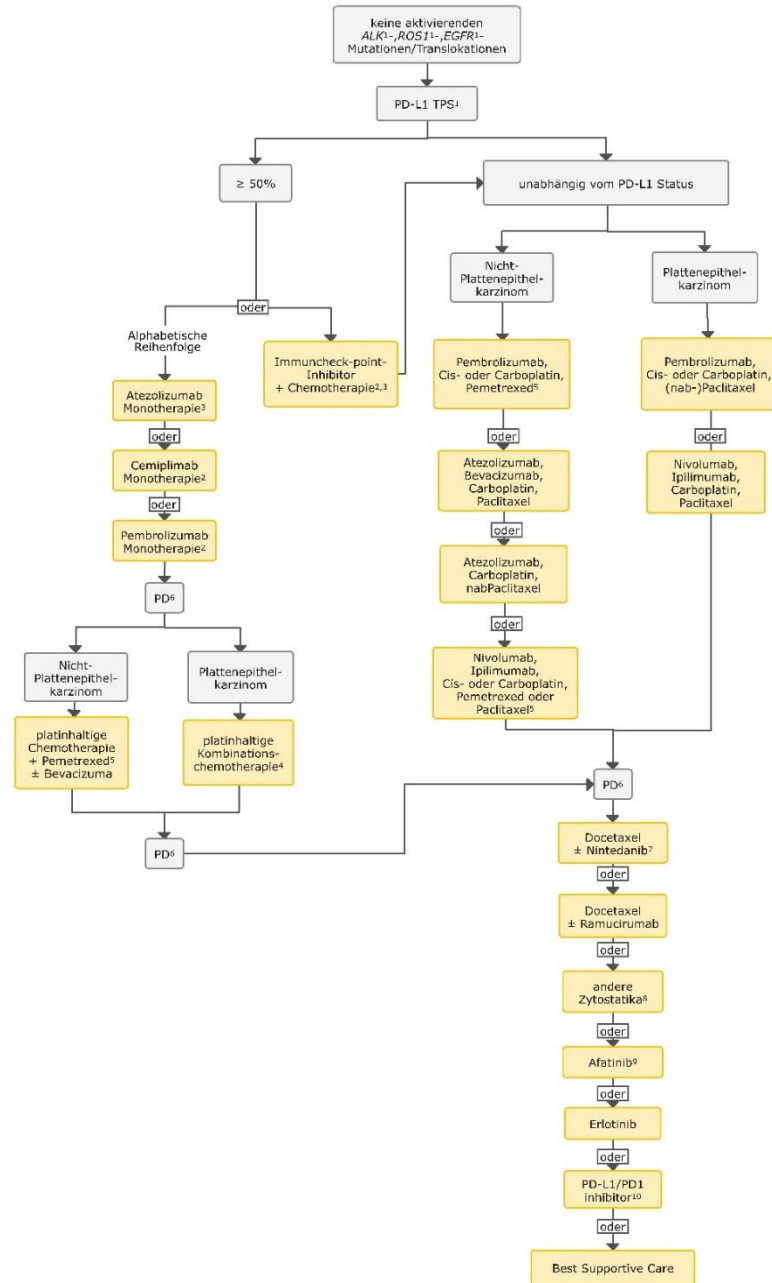 keine aktivierenden
ALK¹-,ROS1¹-,EGFR¹-
Mutationen/Translokationen
PD-L1 TPS¹
≥ 50%
unabhängig vom PD-L1 Status
Nicht-
Plattenepithel-
karzinom
Plattenepithel-
karzinom
oder
Alphabetische
Reihenfolge
Immuncheck-point-
Inhibitor
+ Chemotherapie²,³
Pembrolizumab,
Cis- oder Carboplatin,
Pemetrexed⁵
Pembrolizumab,
Cis- oder Carboplatin,
(nab-)Paclitaxel
Atezolizumab
Monotherapie³
oder
Cemiplimab
Monotherapie²
oder
Pembrolizumab
Monotherapie²
oder
Atezolizumab,
Bevacizumab,
Carboplatin,
Paclitaxel
oder
Atezolizumab,
Carboplatin,
nabPaclitaxel
oder
Nivolumab,
Ipilimumab,
Cis- oder Carboplatin,
Pemetrexed oder
Paclitaxel⁵
oder
Nivolumab,
Ipilimumab,
Carboplatin,
Paclitaxel
PD⁶
Nicht-
Plattenepithel-
karzinom
Plattenepithel-
karzinom
platinhaltige
Chemotherapie
+ Pemetrexed⁵
± Bevacizuma
platinhaltige
Kombinations-
chemotherapie⁴
PD⁶
PD⁶
Docetaxel
± Nintedanib⁷
oder
Docetaxel
± Ramucirumab
oder
andere
Zytostatika⁸
oder
Afatinib⁹
oder
Erlotinib
oder
PD-L1/PD1
inhibitor¹⁰
oder
Best Supportive Care